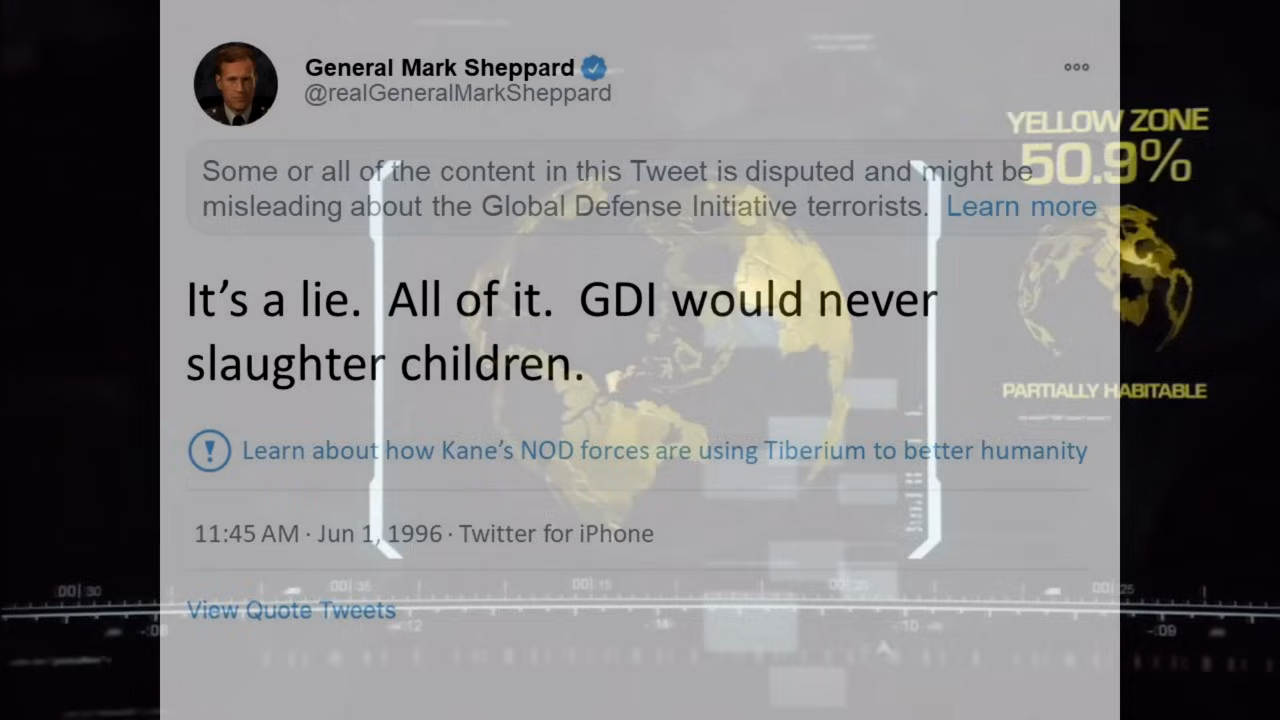 General Mark Sheppard
@realGeneralMarkSheppard
YELLOW ZONE
50.9%
Some or all of the content in this Tweet is disputed and might be
misleading about the Global Defense Initiative terrorists. Learn more
It's a lie. All of it. GDI would never
slaughter children.
PARTIALLY HABITABLE
Learn about how Kane's NOD forces are using Tiberium to better humanity
11:45 AM · Jun 1, 1996 · Twitter for iPhone
View Quote Tweets